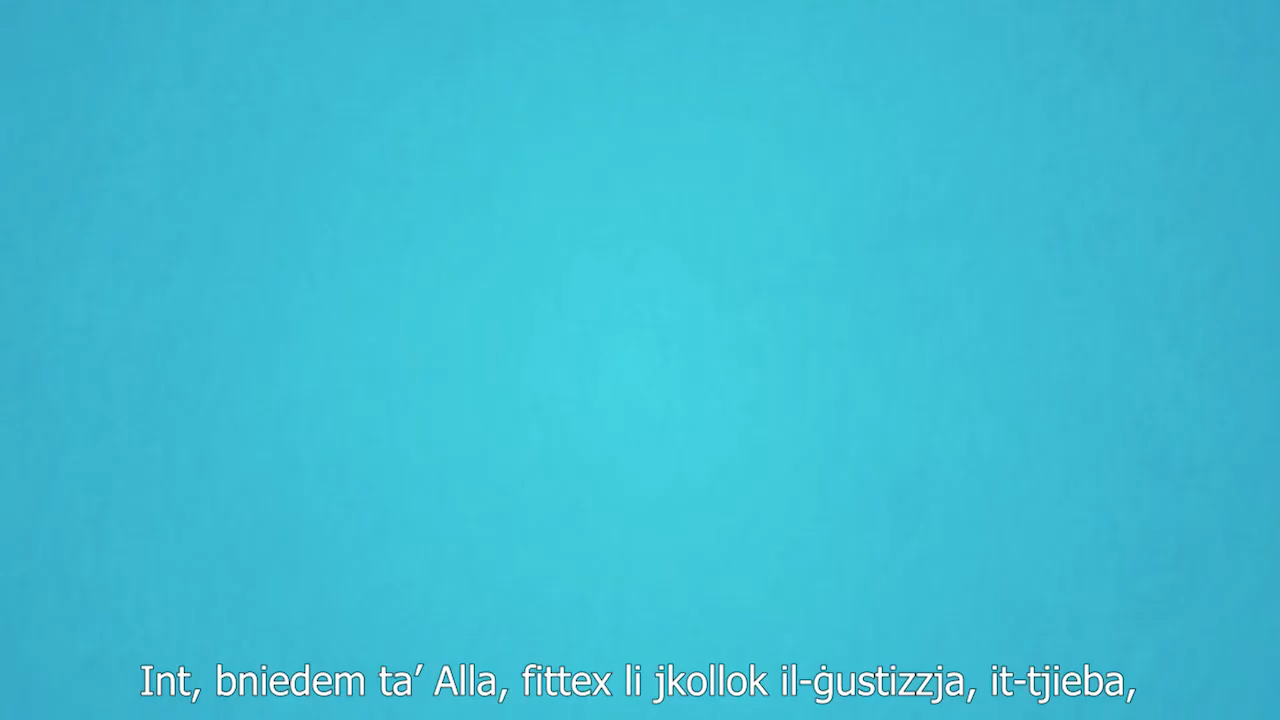 Int, bniedem ta’ Alla, fittex li jkollok il-ġustizzja, it-tjieba,